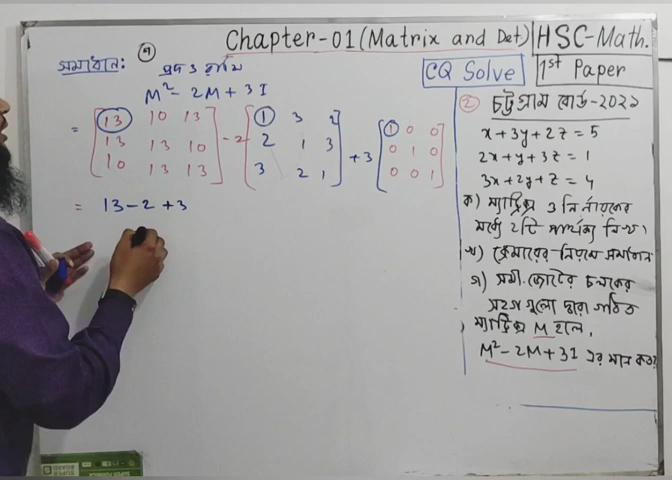 Chapter-01 (Matrix and Det) HSC-Math.
1st Paper
CQ Solve
সমাধান: গ প্রদত্ত রাশি
M² - 2M + 3I
= [13 10 13
13 13 10
10 13 13] - 2 [1 3 2
2 1 3
3 2 1] + 3 [1 0 0
0 1 0
0 0 1]
= 13 - 2 + 3
২ চট্টগ্রাম বোর্ড-২০২১
x + 3y + 2z = 5
2x + y + 3z = 1
3x + 2y + z = 4
ক) ম্যাট্রিক্স ও নির্ণায়কের
মধ্যে ২টি পার্থক্য লিখ।
খ) ক্রেমারের নিয়মে সমাধান
গ) সমী. জোটের চলকের
সহগ গুলো দ্বারা গঠিত
ম্যাট্রিক্স M হলে,
M² - 2M + 3I এর মান কত?